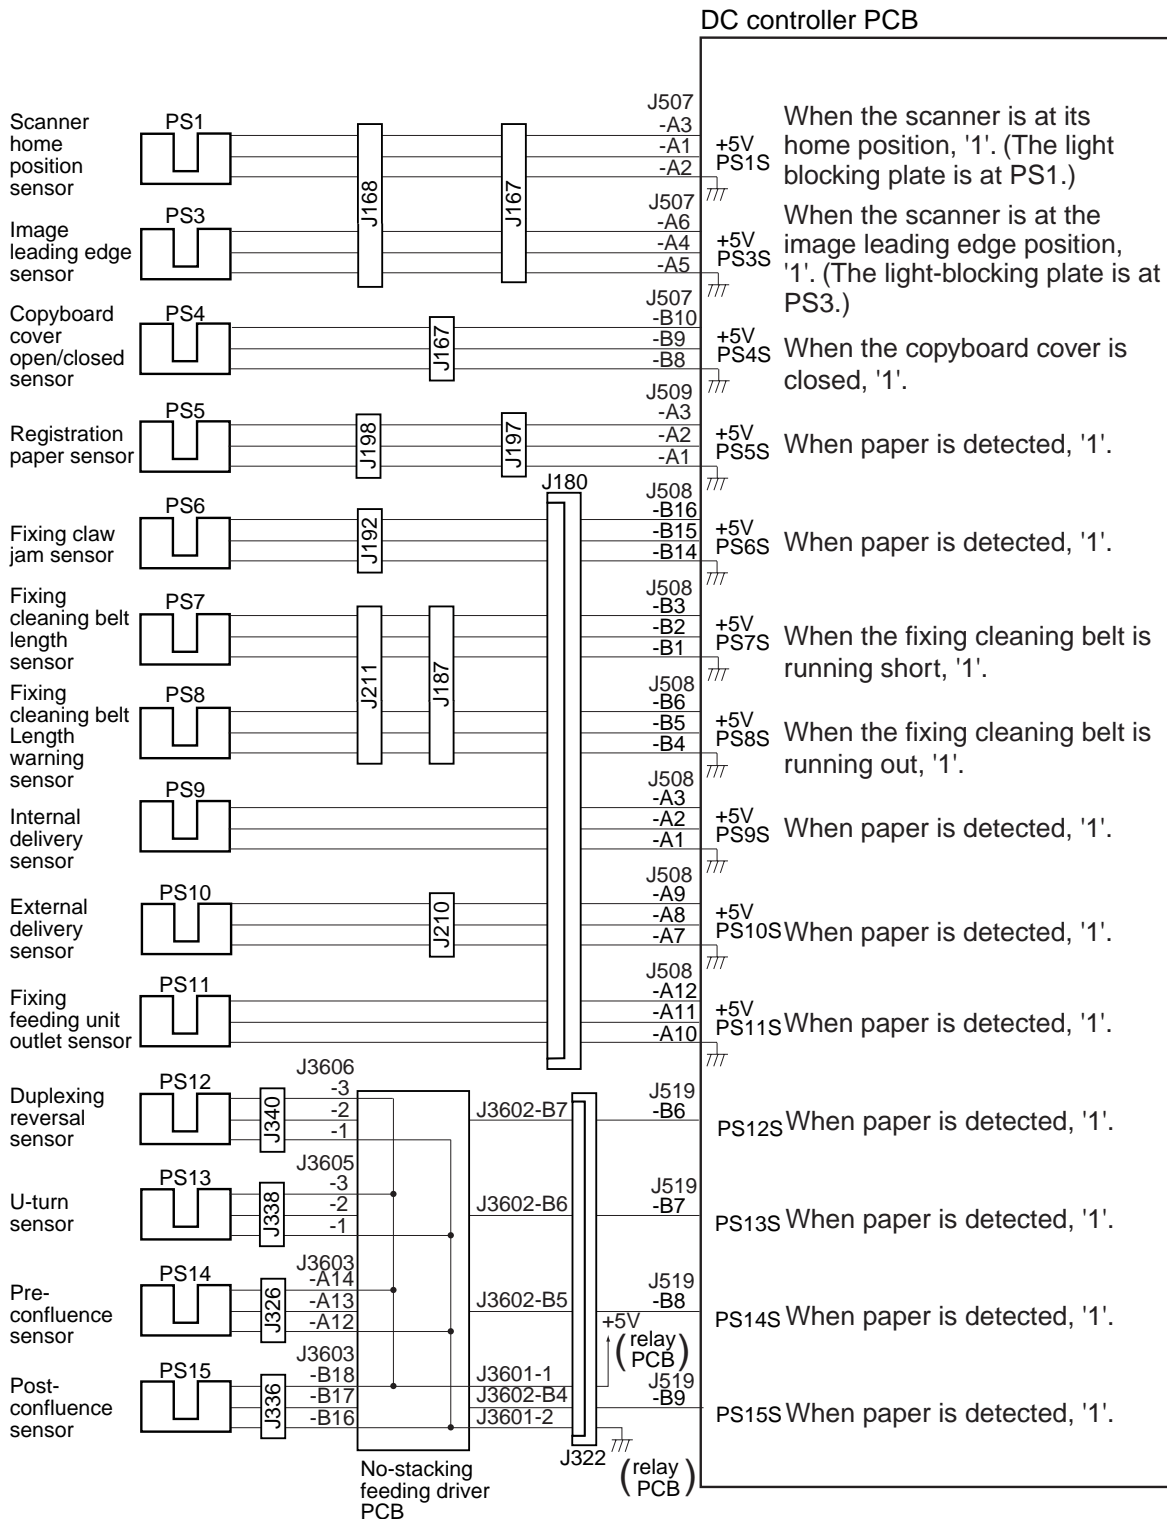 DC controller PCB
Scanner
home
position
sensor
PS1
J168
J167
J507
-A3
-A1
-A2
+5V
PS1S
When the scanner is at its
home position, '1'. (The light
blocking plate is at PS1.)
Image
leading edge
sensor
PS3
J507
-A6
-A4
-A5
+5V
PS3S
When the scanner is at the
image leading edge position,
'1'. (The light-blocking plate is at
PS3.)
Copyboard
cover
open/closed
sensor
PS4
J167
J507
-B10
-B9
-B8
+5V
PS4S
When the copyboard cover is
closed, '1'.
Registration
paper sensor
PS5
J198
J197
J509
-A3
-A2
-A1
+5V
PS5S
When paper is detected, '1'.
J180
Fixing claw
jam sensor
PS6
J192
J508
-B16
-B15
-B14
+5V
PS6S
When paper is detected, '1'.
Fixing
cleaning belt
length
sensor
PS7
J211
J187
J508
-B3
-B2
-B1
+5V
PS7S
When the fixing cleaning belt is
running short, '1'.
Fixing
cleaning belt
Length
warning
sensor
PS8
J508
-B6
-B5
-B4
+5V
PS8S
When the fixing cleaning belt is
running out, '1'.
Internal
delivery
sensor
PS9
J508
-A3
-A2
-A1
+5V
PS9S
When paper is detected, '1'.
External
delivery
sensor
PS10
J210
J508
-A9
-A8
-A7
+5V
PS10S
When paper is detected, '1'.
Fixing
feeding unit
outlet sensor
PS11
J508
-A12
-A11
-A10
+5V
PS11S
When paper is detected, '1'.
Duplexing
reversal
sensor
PS12
J340
J3606
-3
-2
-1
J3602-B7
J519
-B6
PS12S
When paper is detected, '1'.
U-turn
sensor
PS13
J338
J3605
-3
-2
-1
J3602-B6
J519
-B7
PS13S
When paper is detected, '1'.
Pre-
confluence
sensor
PS14
J326
J3603
-A14
-A13
-A12
J3602-B5
J519
-B8
PS14S
When paper is detected, '1'.
+5V
(relay
PCB)
Post-
confluence
sensor
PS15
J336
J3603
-B18
-B17
-B16
J3601-1
J3602-B4
J3601-2
J519
-B9
PS15S
When paper is detected, '1'.
J322
(relay
PCB)
No-stacking
feeding driver
PCB